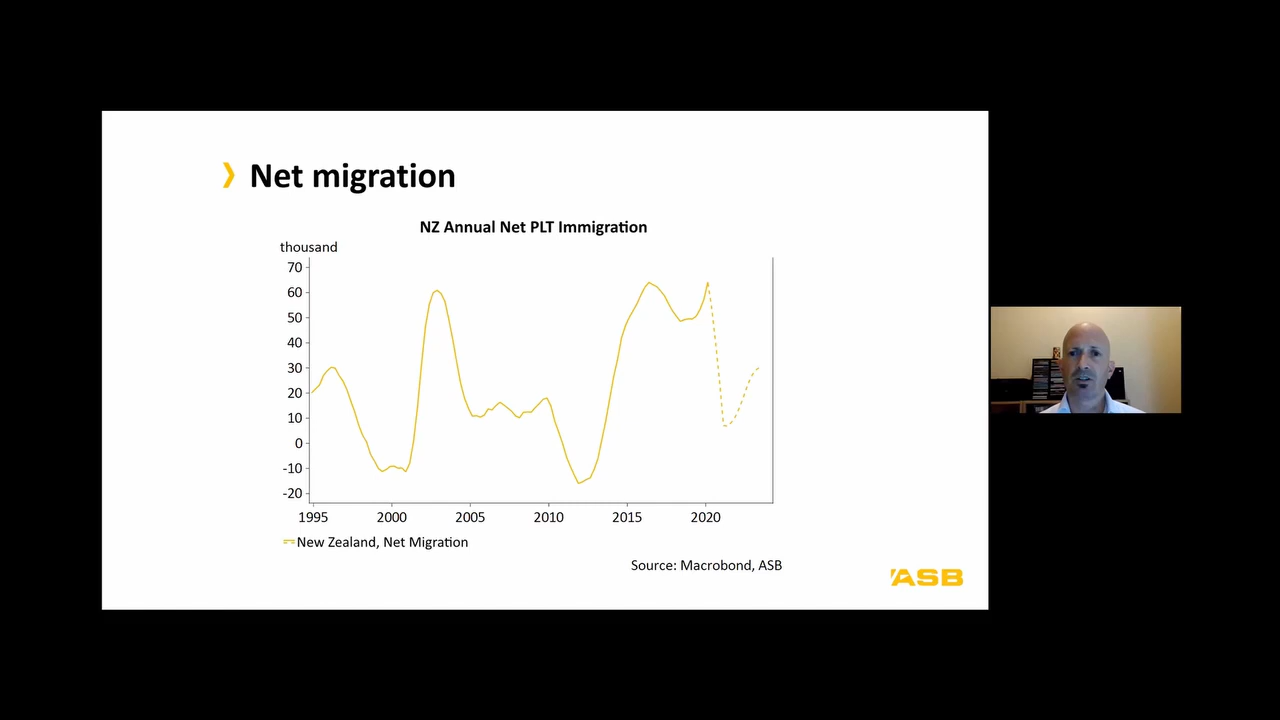 Net migration
NZ Annual Net PLT Immigration
thousand
70
60
50
40
30
20
10
0
-10
-20
1995 2000 2005 2010 2015 2020
New Zealand, Net Migration
Source: Macrobond, ASB
ASB